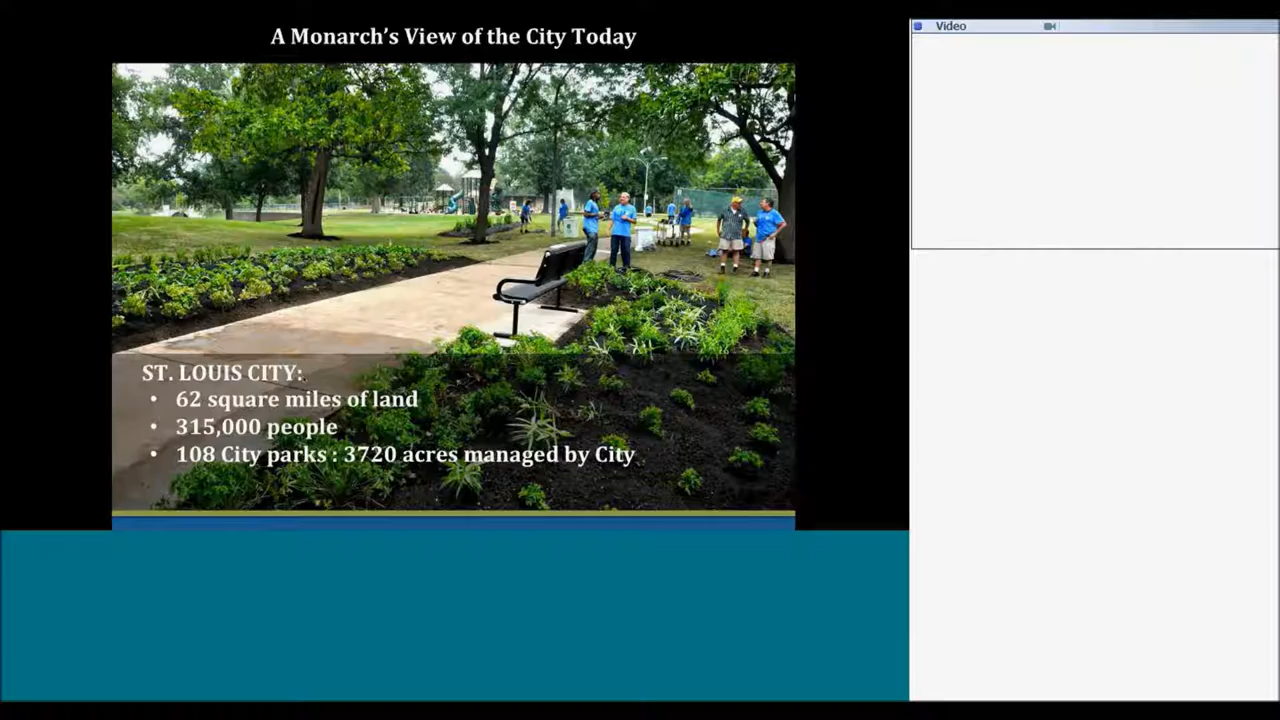 A Monarch's View of the City Today
Video
ST. LOUIS CITY:
• 62 square miles of land
• 315,000 people
• 108 City parks : 3720 acres managed by City